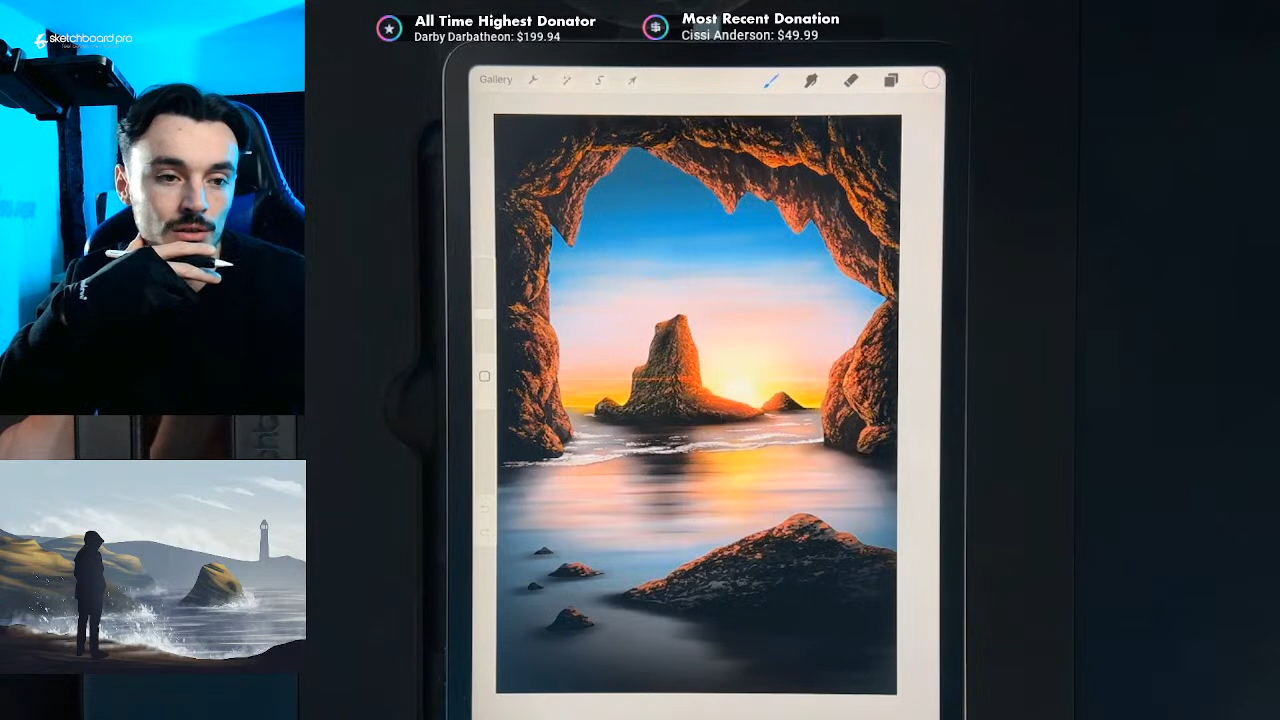 sketchboard pro
All Time Highest Donator
Darby Darbatheon: $199.94
Most Recent Donation
Cissi Anderson: $49.99
Gallery